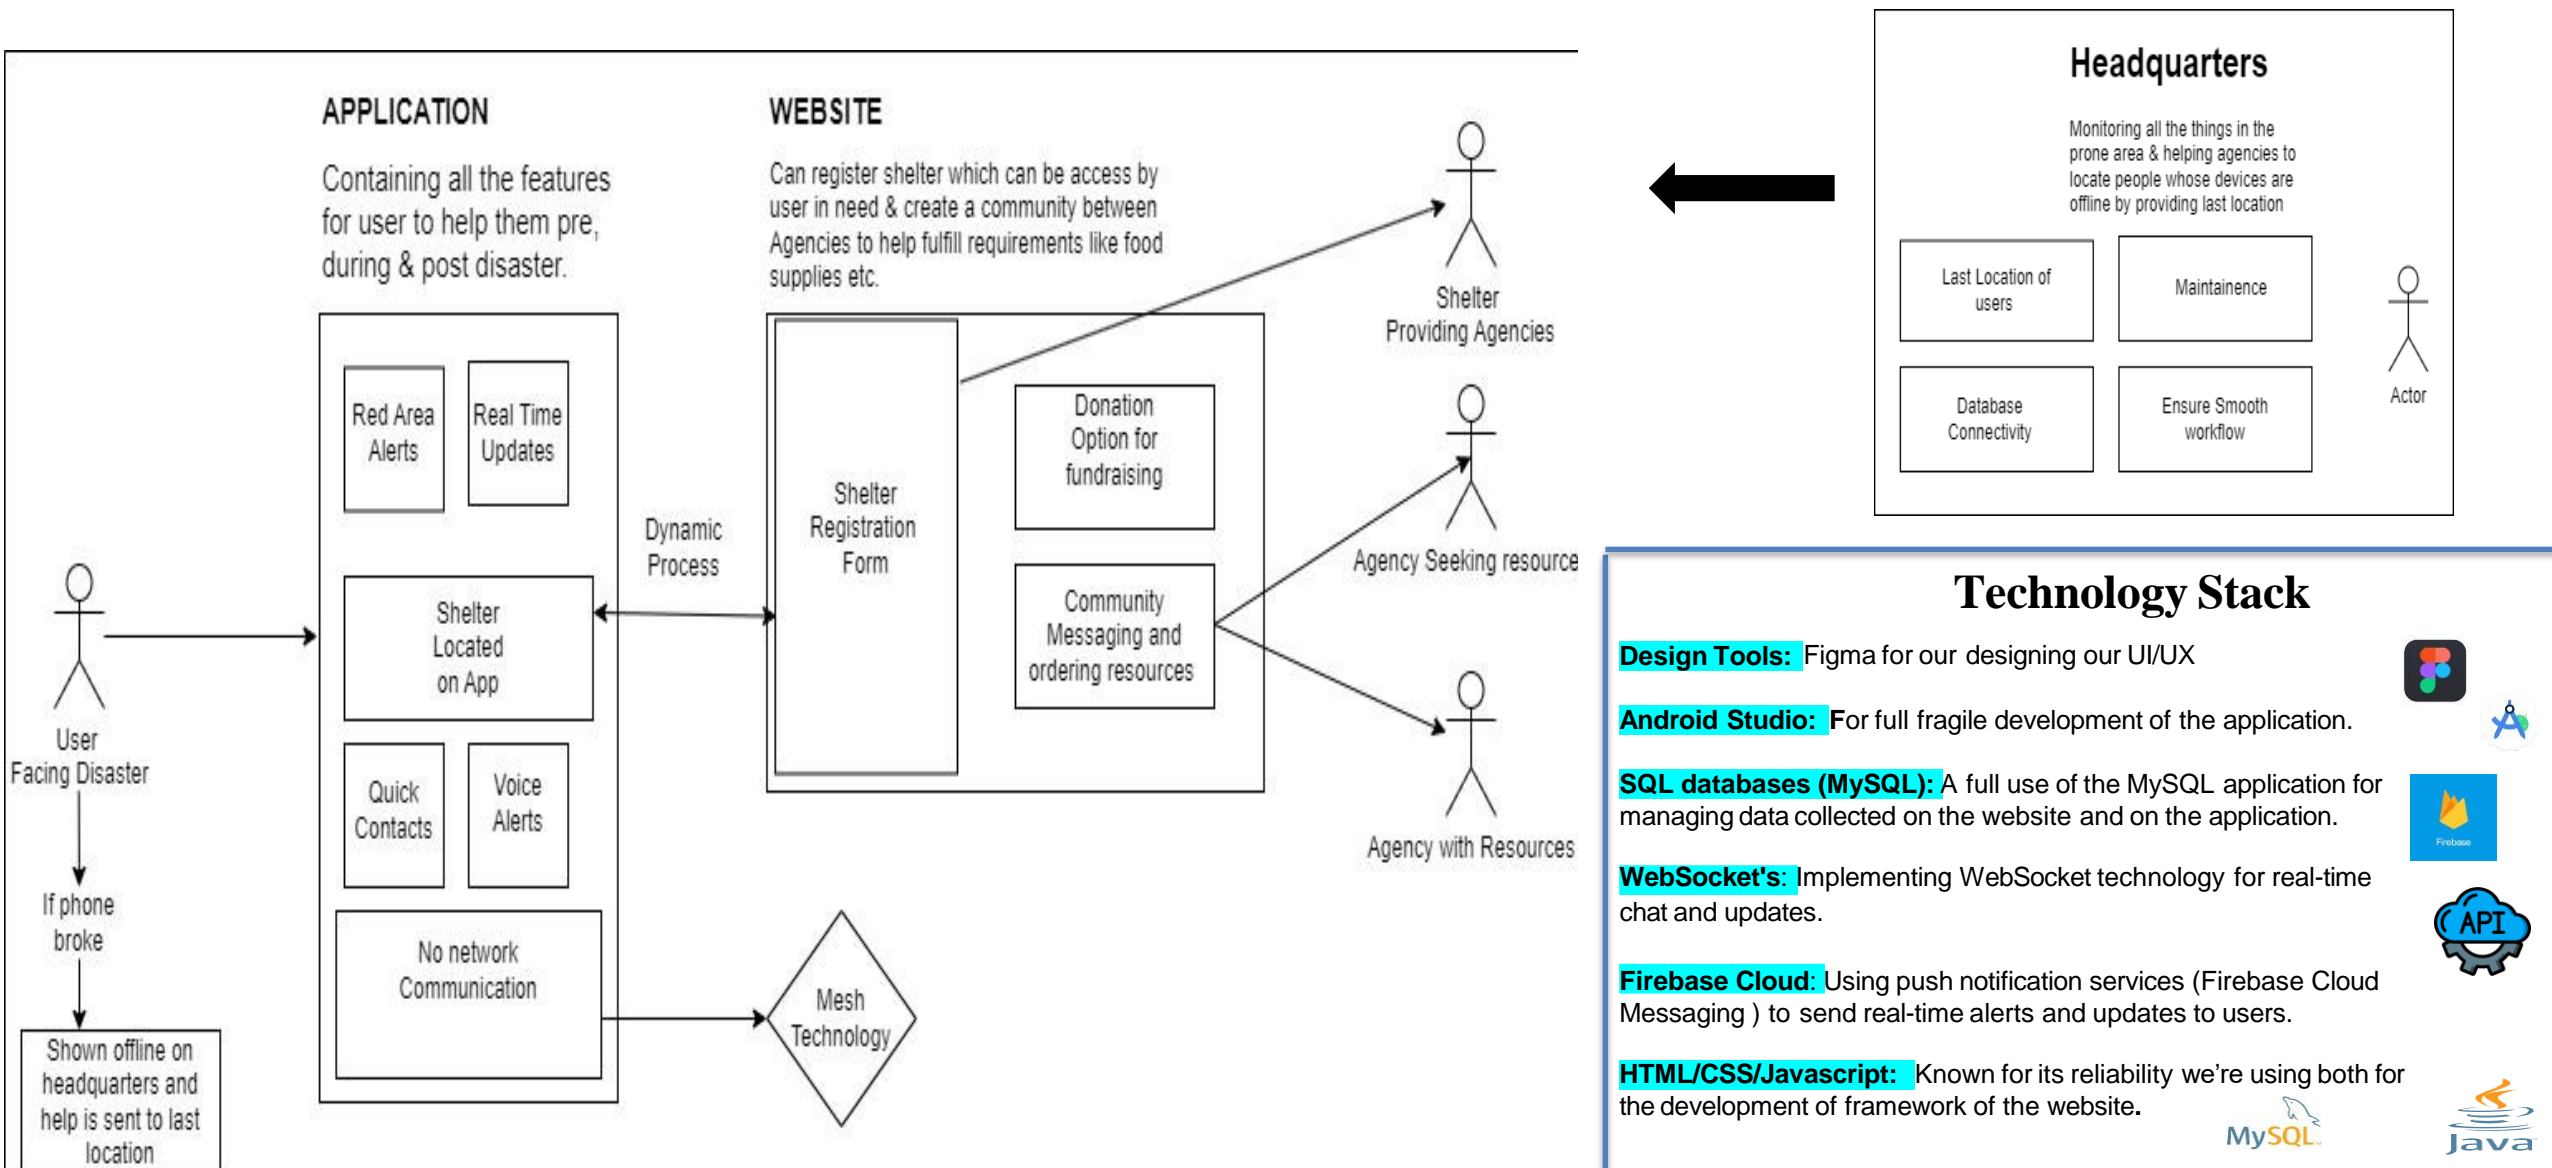 APPLICATION
Containing all the features
for user to help them pre,
during & post disaster.
Red Area
Alerts
Real Time
Updates
Shelter
Located
on App
Quick
Contacts
Voice
Alerts
No network
Communication
Mesh
Technology
User
Facing Disaster
If phone
broke
Shown offline on
headquarters and
help is sent to last
location
Dynamic
Process
WEBSITE
Can register shelter which can be access by
user in need & create a community between
Agencies to help fulfill requirements like food
supplies etc.
Shelter
Registration
Form
Donation
Option for
fundraising
Community
Messaging and
ordering resources
Shelter
Providing Agencies
Agency Seeking resource
Agency with Resources
Headquarters
Monitoring all the things in the
prone area & helping agencies to
locate people whose devices are
offline by providing last location
Last Location of
users
Maintainence
Database
Connectivity
Ensure Smooth
workflow
Actor
Technology Stack
Design Tools: Figma for our designing our UI/UX
Android Studio: For full fragile development of the application.
SQL databases (MySQL): A full use of the MySQL application for
managing data collected on the website and on the application.
Firebase
WebSocket's: Implementing WebSocket technology for real-time
chat and updates.
API
Firebase Cloud: Using push notification services (Firebase Cloud
Messaging ) to send real-time alerts and updates to users.
HTML/CSS/Javascript: Known for its reliability we’re using both for
the development of framework of the website.
MySQL
Java